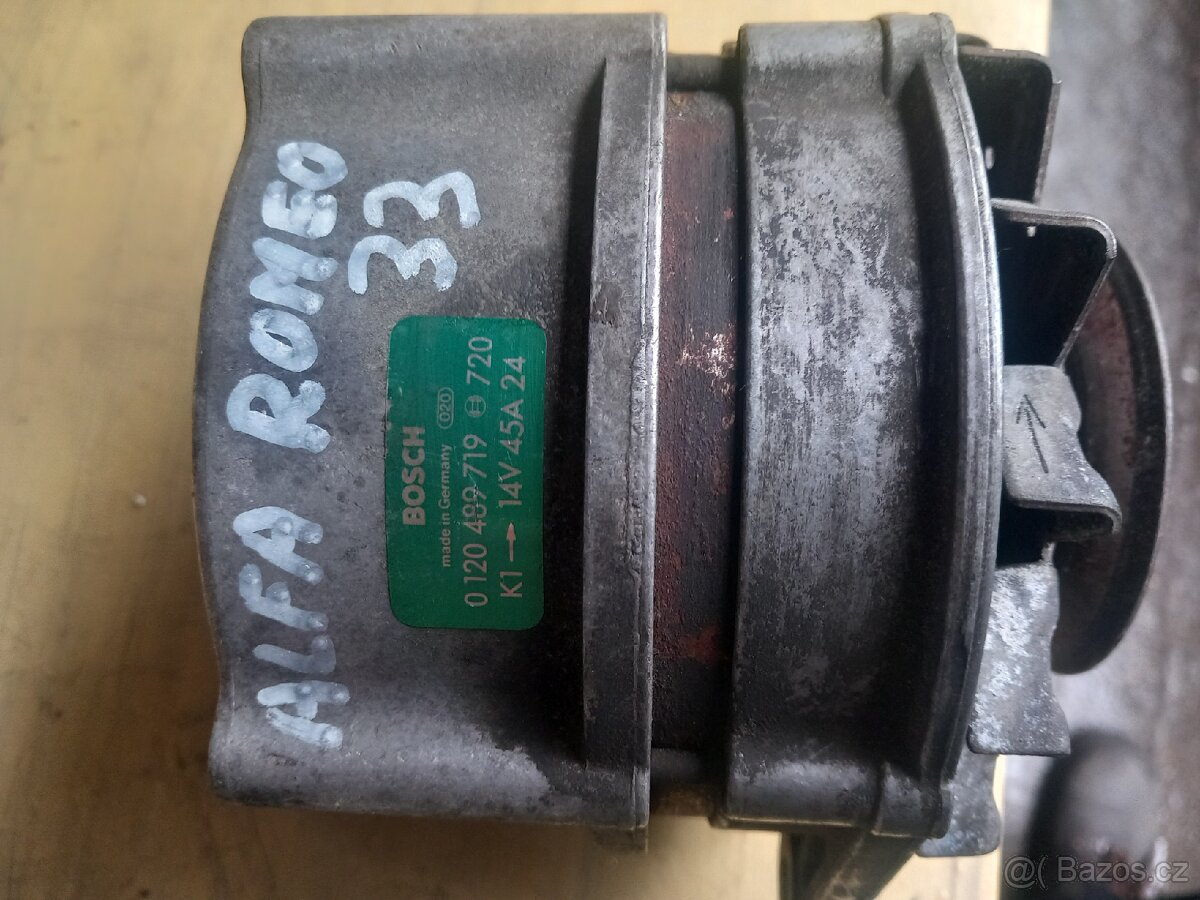 ALFA ROMEO
33
BOSCH
made in Germany 020
0 120 489 719 720
K1 → 14V 45A 24
@( Bazos.cz